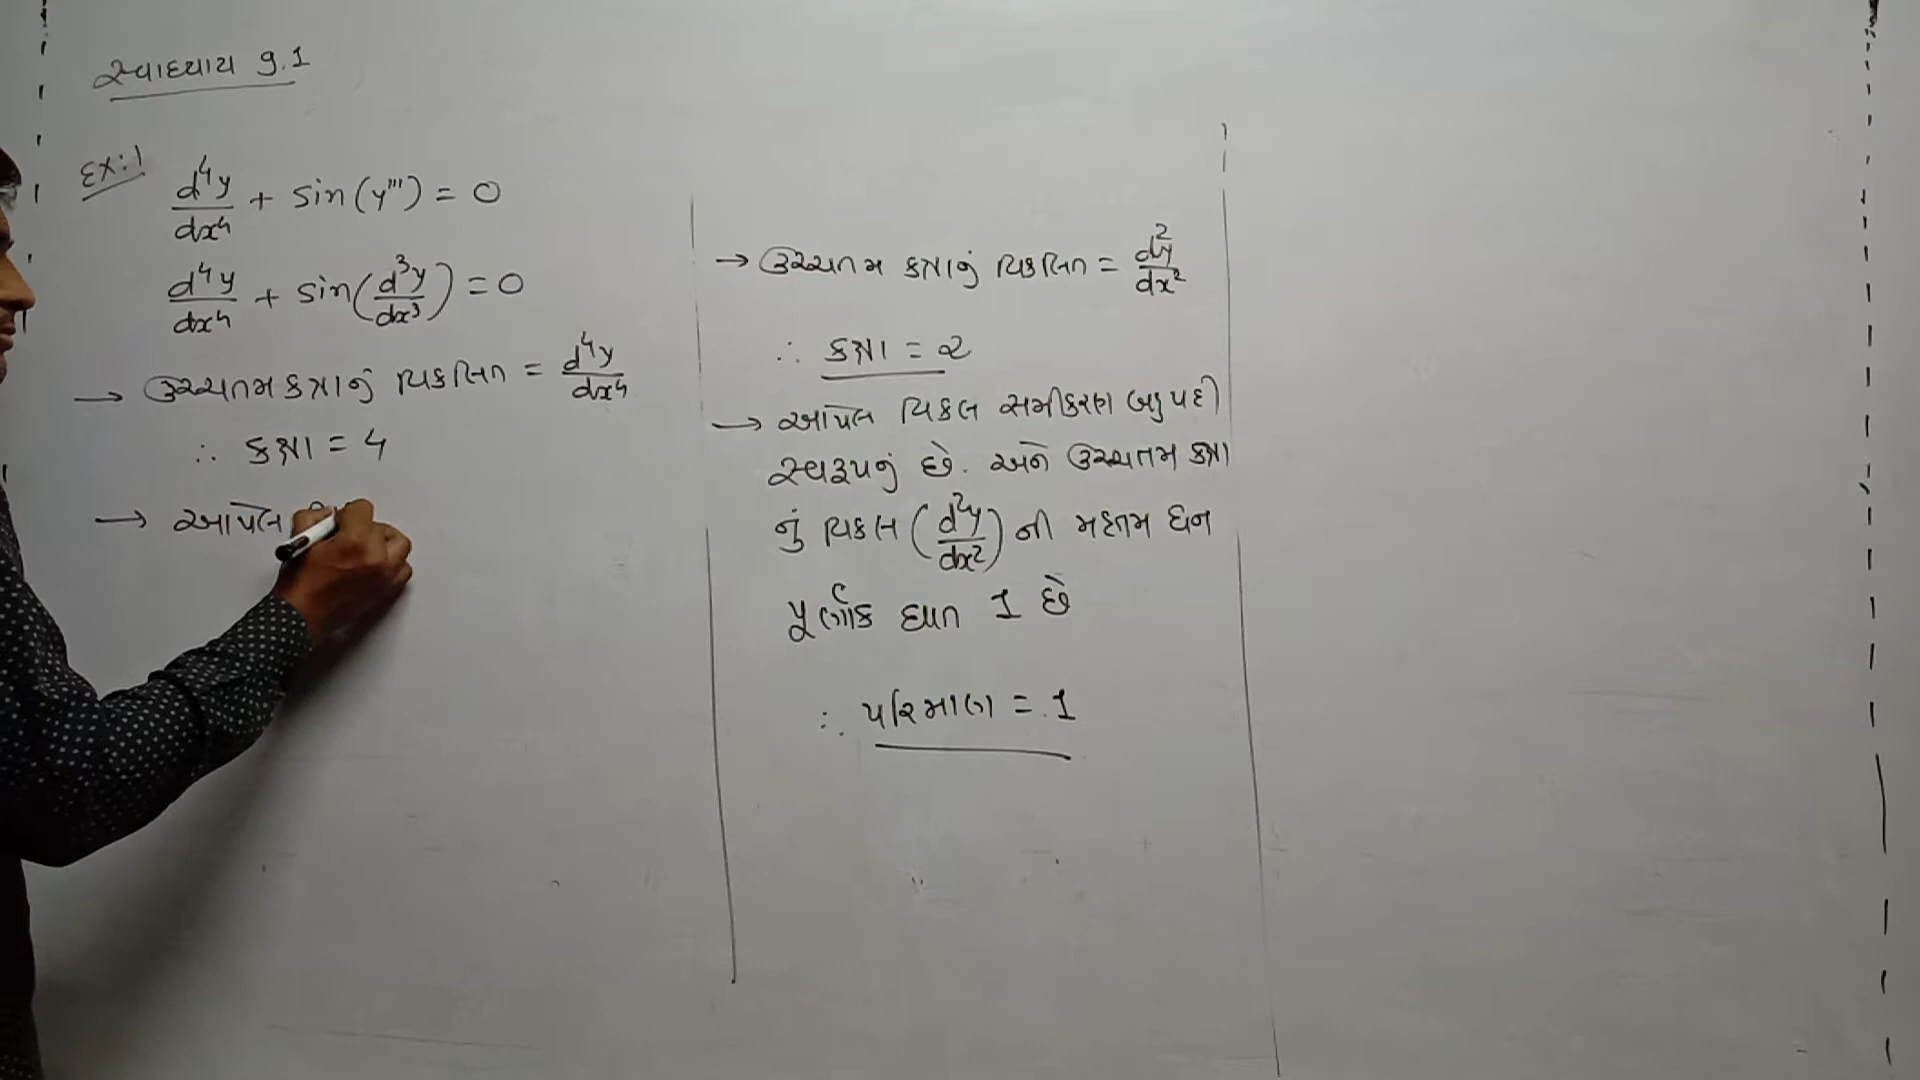 સ્વાધ્યાય 9.1
Ex:1
d⁴y/dx⁴ + sin(y''') = 0
d⁴y/dx⁴ + sin(d³y/dx³) = 0
→ ઉચ્ચતમ કક્ષાનું વિકલિત = d⁴y/dx⁴
∴ કક્ષા = 4
→ આપેલ
→ ઉચ્ચતમ કક્ષાનું વિકલિત = d²y/dx²
∴ કક્ષા = 2
→ આપેલ વિકલ સમીકરણ બહુપદી
સ્વરૂપનું છે. અને ઉચ્ચતમ કક્ષા
નું વિકલ (d²y/dx²) ની મહત્તમ ધન
પૂર્ણાંક ઘાત 1 છે
∴ પરિમાણ = 1